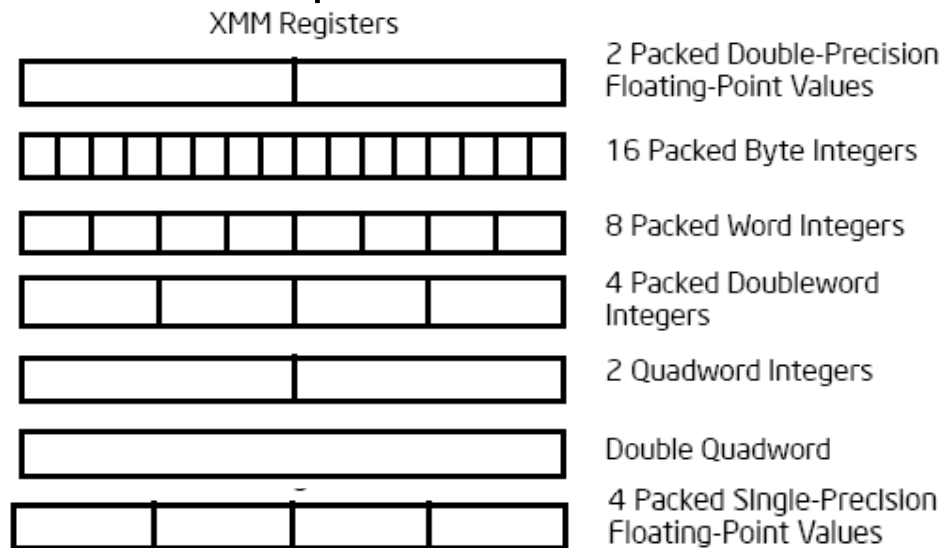 XMM Registers
2 Packed Double-Precision
Floating-Point Values
16 Packed Byte Integers
8 Packed Word Integers
4 Packed Doubleword
Integers
2 Quadword Integers
Double Quadword
4 Packed Single-Precision
Floating-Point Values